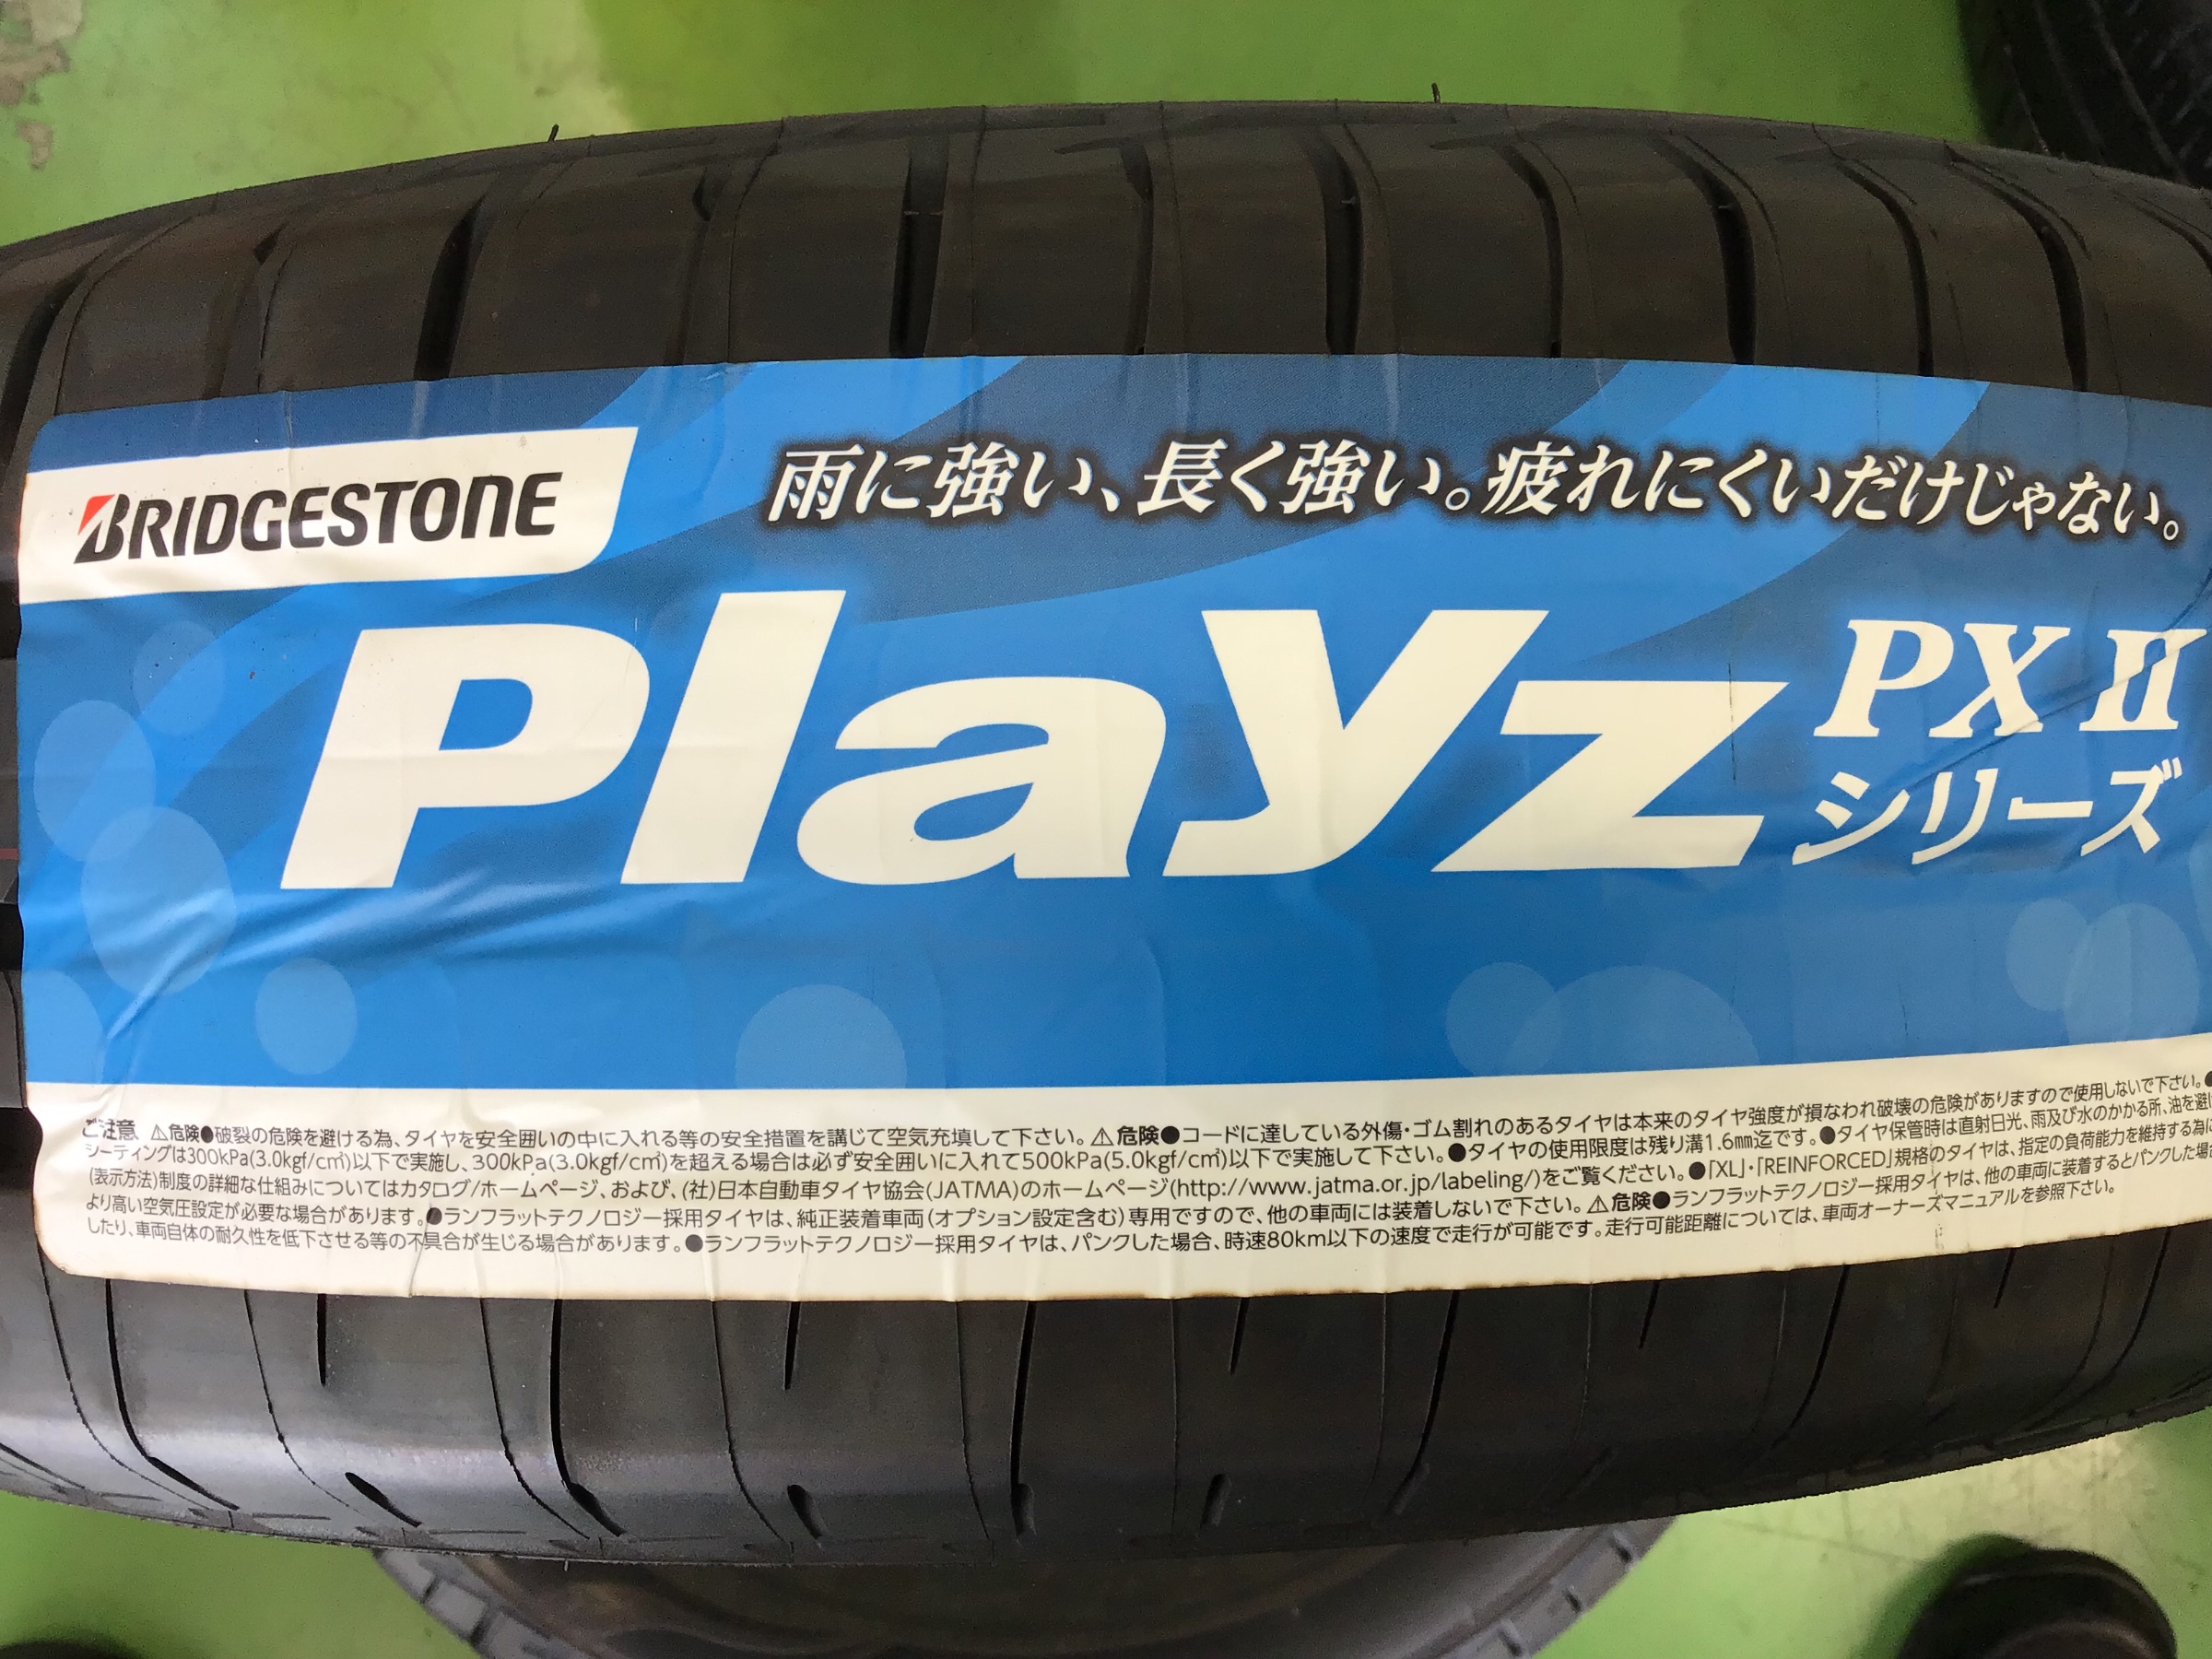 BRIDGESTONE
雨に強い、長く強い。疲れにくいだけじゃない。
Playz
PX II
シリーズ
ご注意 ⚠危険●破裂の危険を避ける為、タイヤを安全囲いの中に入れる等の安全措置を講じて空気充填して下さい。⚠危険●コードに達している外傷・ゴム割れのあるタイヤは本来のタイヤ強度が損なわれ破壊の危険がありますので使用しないで下さい。●
シーティングは300kPa(3.0kgf/c㎡)以下で実施し、300kPa(3.0kgf/c㎡)を超える場合は必ず安全囲いに入れて500kPa(5.0kgf/c㎡)以下で実施して下さい。●タイヤの使用限度は残り溝1.6㎜迄です。●タイヤ保管時は直射日光、雨及び水のかかる所、油を避け
(表示方法)制度の詳細な仕組みについてはカタログ/ホームページ、および、(社)日本自動車タイヤ協会(JATMA)のホームページ(http://www.jatma.or.jp/labeling/)をご覧ください。●「XL」・「REINFORCED」規格のタイヤは、指定の負荷能力を維持する為に
より高い空気圧設定が必要な場合があります。●ランフラットテクノロジー採用タイヤは、純正装着車両(オプション設定含む)専用ですので、他の車両には装着しないで下さい。⚠危険●ランフラットテクノロジー採用タイヤは、他の車両に装着するとパンクした場合
したり、車両自体の耐久性を低下させる等の不具合が生じる場合があります。●ランフラットテクノロジー採用タイヤは、パンクした場合、時速80km以下の速度で走行が可能です。走行可能距離については、車両オーナーズマニュアルを参照下さい。